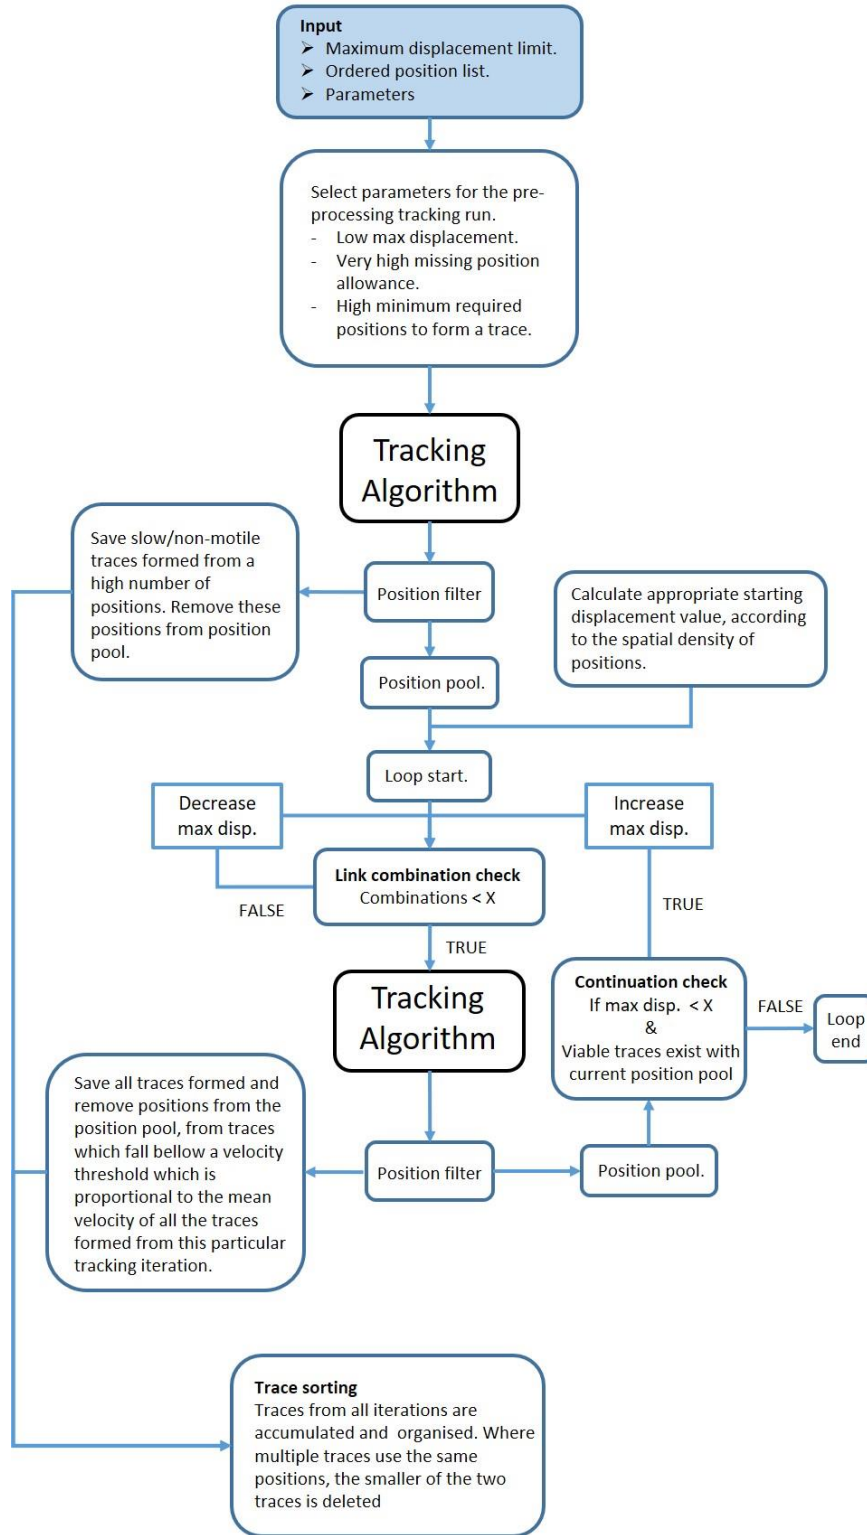 Input
➢ Maximum displacement limit.
➢ Ordered position list.
➢ Parameters
Select parameters for the pre-
processing tracking run.
- Low max displacement.
- Very high missing position
allowance.
- High minimum required
positions to form a trace.
Tracking
Algorithm
Save slow/non-motile
traces formed from a
high number of
positions. Remove these
positions from position
pool.
Position filter
Calculate appropriate starting
displacement value, according
to the spatial density of
positions.
Position pool.
Loop start.
Decrease
max disp.
Increase
max disp.
Link combination check
Combinations < X
FALSE
TRUE
TRUE
Tracking
Algorithm
Continuation check
If max disp. < X
&
Viable traces exist with
current position pool
FALSE
Loop
end
Save all traces formed and
remove positions from the
position pool, from traces
which fall bellow a velocity
threshold which is
proportional to the mean
velocity of all the traces
formed from this particular
tracking iteration.
Position filter
Position pool.
Trace sorting
Traces from all iterations are
accumulated and organised. Where
multiple traces use the same
positions, the smaller of the two
traces is deleted